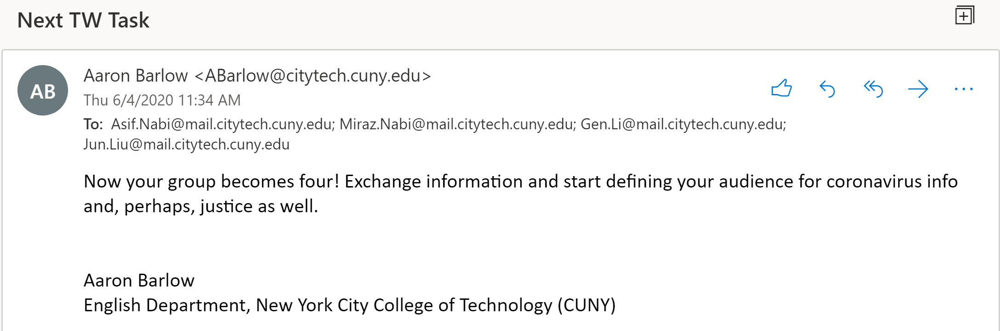 Next TW Task
AB
Aaron Barlow <ABarlow@citytech.cuny.edu>
Thu 6/4/2020 11:34 AM
To: Asif.Nabi@mail.citytech.cuny.edu; Miraz.Nabi@mail.citytech.cuny.edu; Gen.Li@mail.citytech.cuny.edu;
Jun.Liu@mail.citytech.cuny.edu
Now your group becomes four! Exchange information and start defining your audience for coronavirus info
and, perhaps, justice as well.
Aaron Barlow
English Department, New York City College of Technology (CUNY)